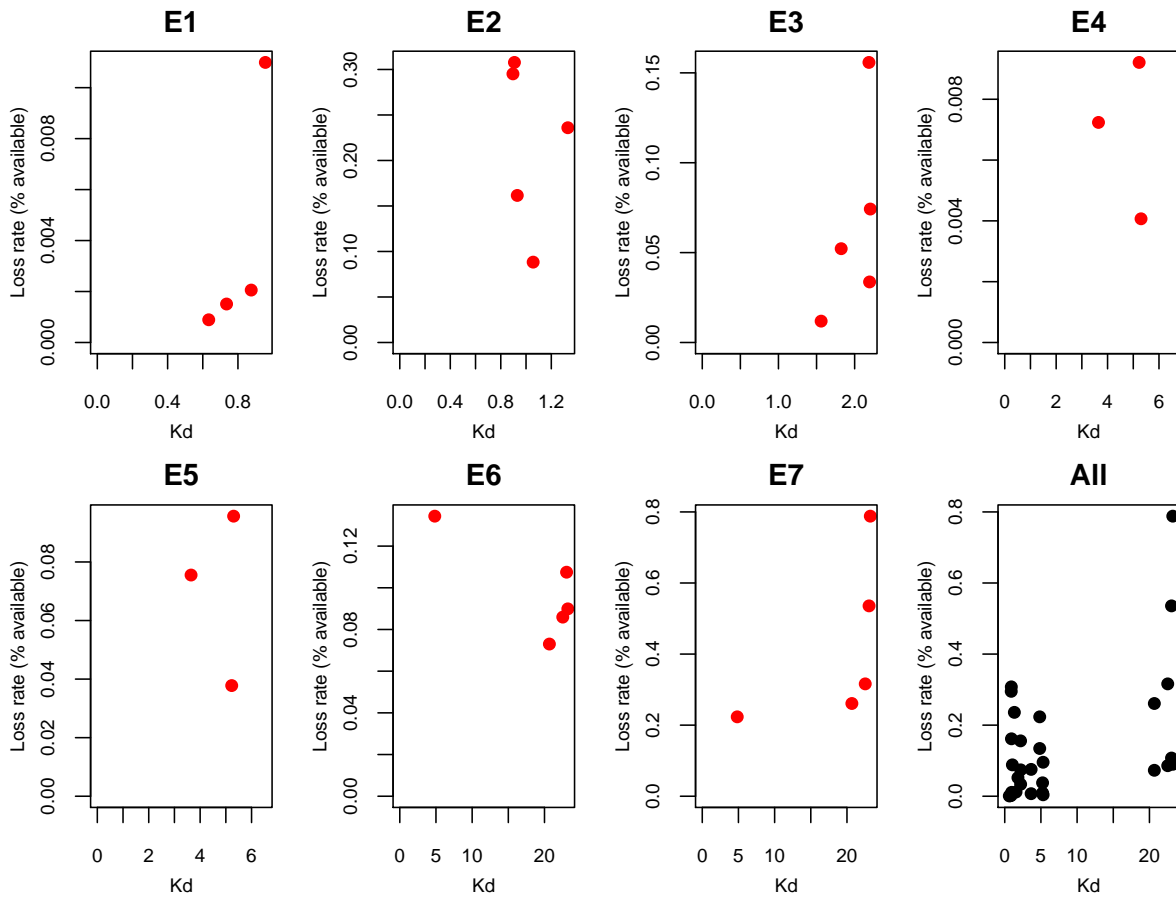 E1 E2 E3 E4
Loss rate (% available) Loss rate (% available) Loss rate (% available) Loss rate (% available)
0.000 0.004 0.008
0.00 0.10 0.20 0.30
0.00 0.05 0.10 0.15
0.000 0.004 0.008
0.0 0.4 0.8 0.0 0.4 0.8 1.2 0.0 1.0 2.0 0 2 4 6
Kd Kd Kd Kd
E5 E6 E7 All
Loss rate (% available) Loss rate (% available) Loss rate (% available) Loss rate (% available)
0.00 0.02 0.04 0.06 0.08
0.00 0.04 0.08 0.12
0.0 0.2 0.4 0.6 0.8
0.0 0.2 0.4 0.6 0.8
0 2 4 6 0 5 10 20 0 5 10 20 0 5 10 20
Kd Kd Kd Kd